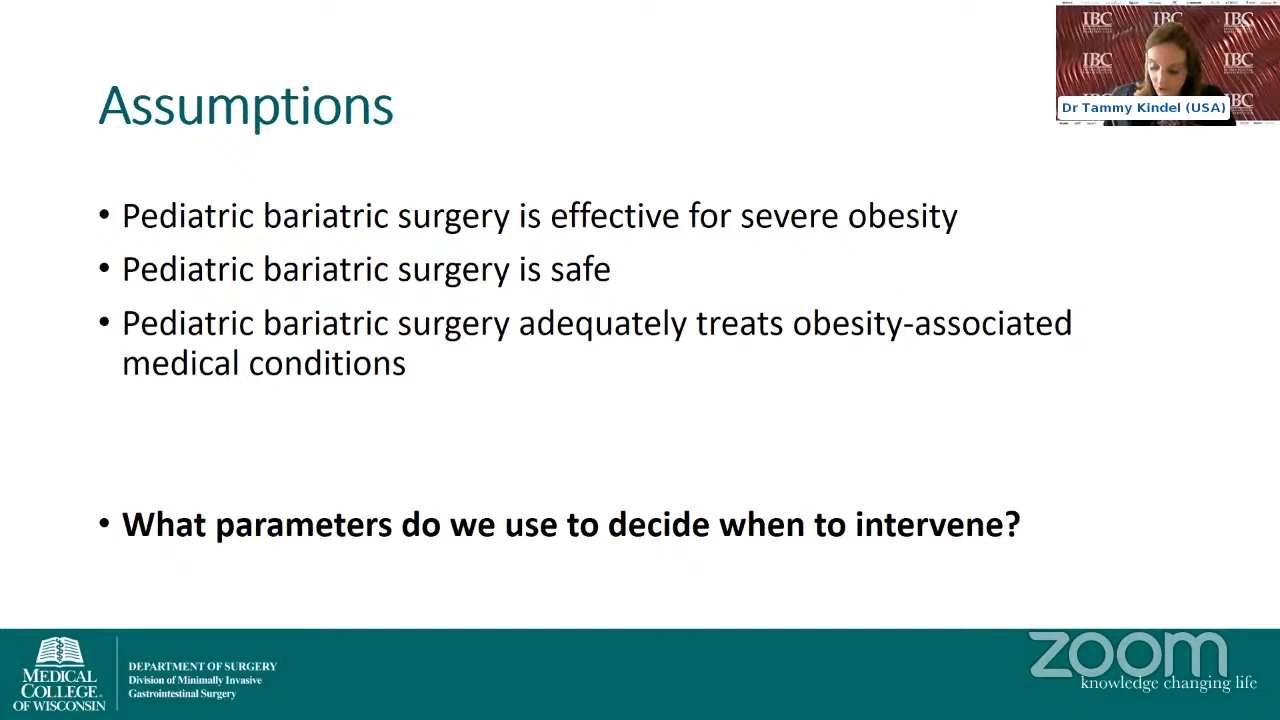 IBC IBC IBC
IBC IBC
IBC
Dr Tammy Kindel (USA)
Assumptions
• Pediatric bariatric surgery is effective for severe obesity
• Pediatric bariatric surgery is safe
• Pediatric bariatric surgery adequately treats obesity-associated
medical conditions
• What parameters do we use to decide when to intervene?
MEDICAL
COLLEGE
OF WISCONSIN
DEPARTMENT OF SURGERY
Division of Minimally Invasive
Gastrointestinal Surgery
zoom
knowledge changing life